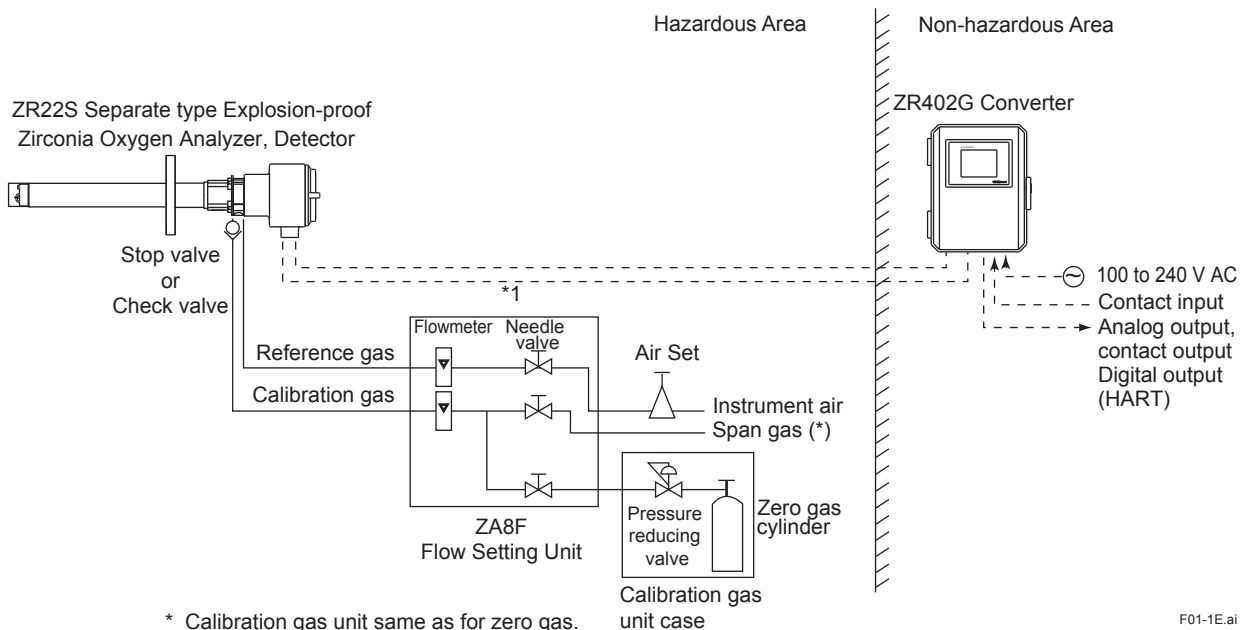 Hazardous Area
Non-hazardous Area
ZR22S Separate type Explosion-proof
Zirconia Oxygen Analyzer, Detector
ZR402G Converter
Stop valve
or
Check valve
*1
100 to 240 V AC
Contact input
Analog output,
contact output
Digital output
(HART)
Flowmeter
Needle
valve
Air Set
Reference gas
Calibration gas
Instrument air
Span gas (*)
ZA8F
Flow Setting Unit
Pressure
reducing
valve
Zero gas
cylinder
Calibration gas
unit case
* Calibration gas unit same as for zero gas.
F01-1E.ai